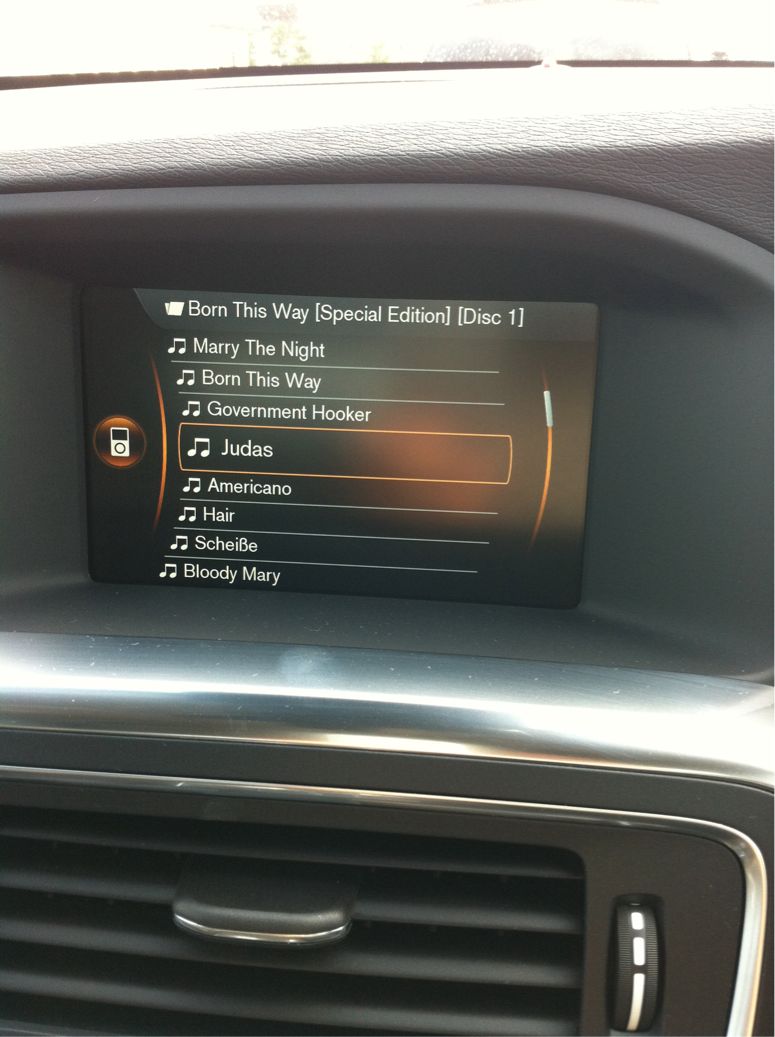 Born This Way [Special Edition] [Disc 1]
Marry The Night
Born This Way
Government Hooker
Judas
Americano
Hair
Scheiße
Bloody Mary